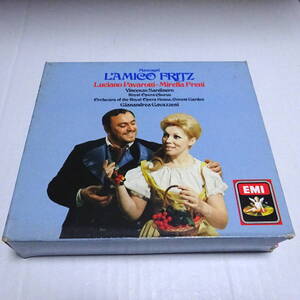 Mascagni
L'AMICO FRITZ
Luciano Pavarotti · Mirella Freni
Vincenzo Sardinero
Royal Opera Chorus
Orchestra of the Royal Opera House, Covent Garden
Gianandrea Gavazzeni
EMI